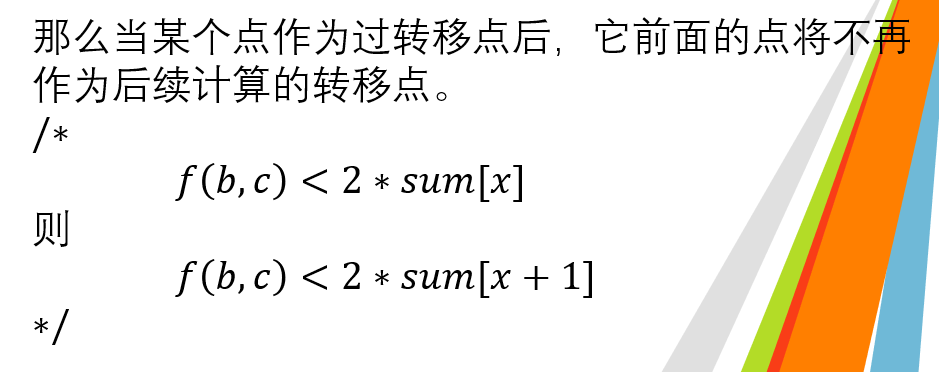 那么当某个点作为过转移点后，它前面的点将不再
作为后续计算的转移点。
/*
f(b,c) < 2 * sum[x]
则
f(b,c) < 2 * sum[x + 1]
*/